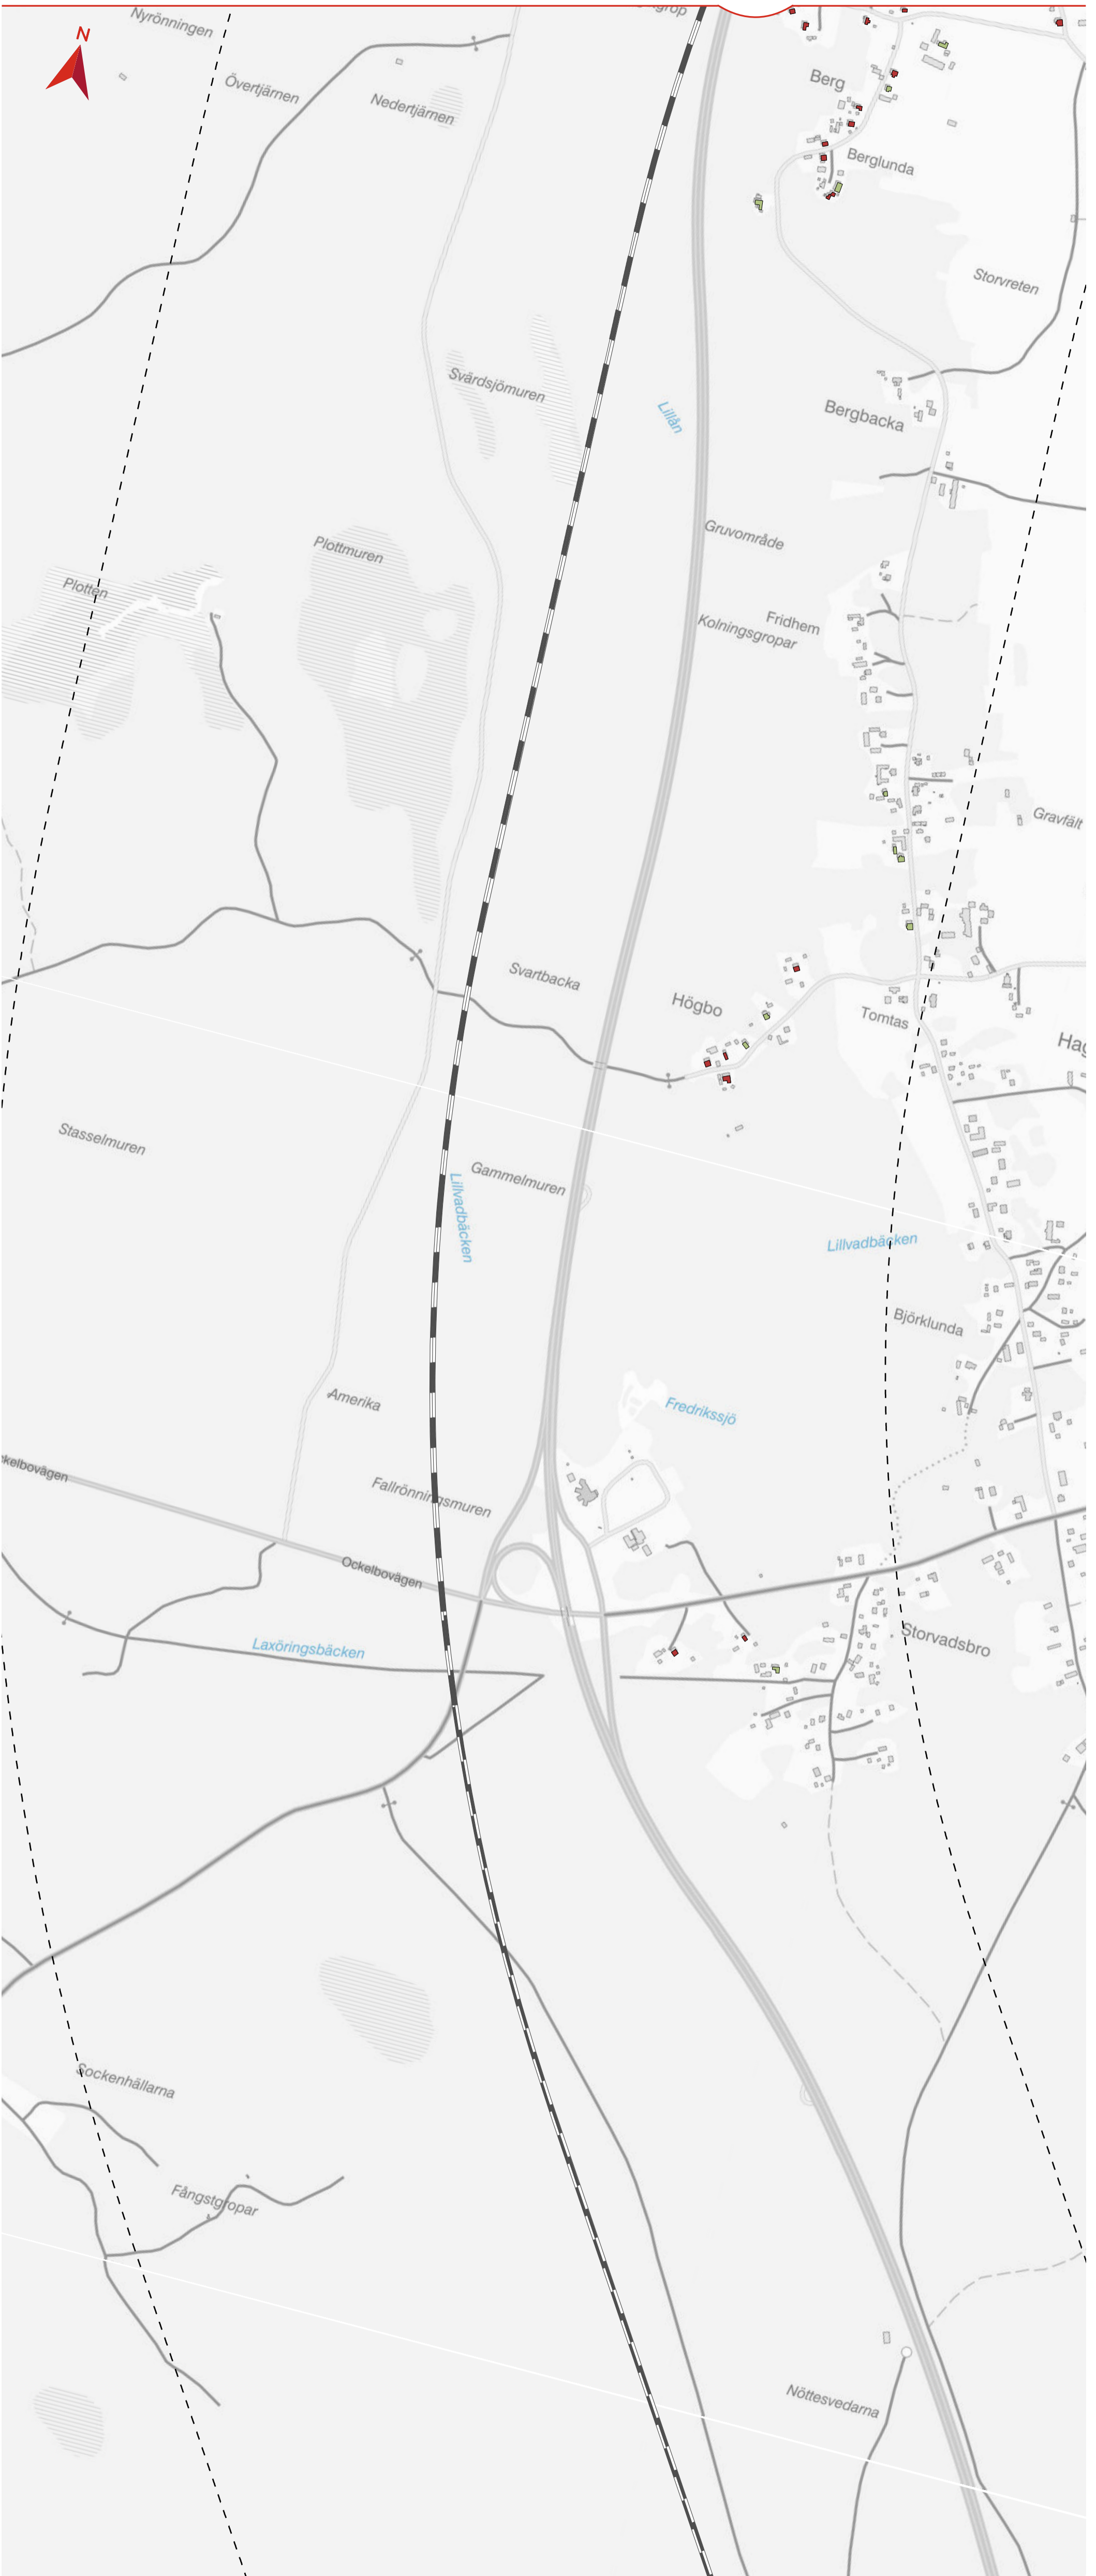 Nyrönningen
N
Övertjärnen
Nedertjärnen
Berg
Berglunda
Storvreten
Svärdsjömuren
Lillån
Bergbacka
Gruvområde
Plottmuren
Plotten
Fridhem
Kolningsgropar
Gravfält
Svartbacka
Högbo
Tomtas
Stasselmuren
Gammelmuren
Lillvadbäcken
Lillvadbäcken
Björklunda
Amerika
Fredrikssjö
Fallrönningsmuren
Ockelbovägen
Storvadsbro
Laxöringsbäcken
Sockenhällarna
Fångstgropar
Nöttesvedarna